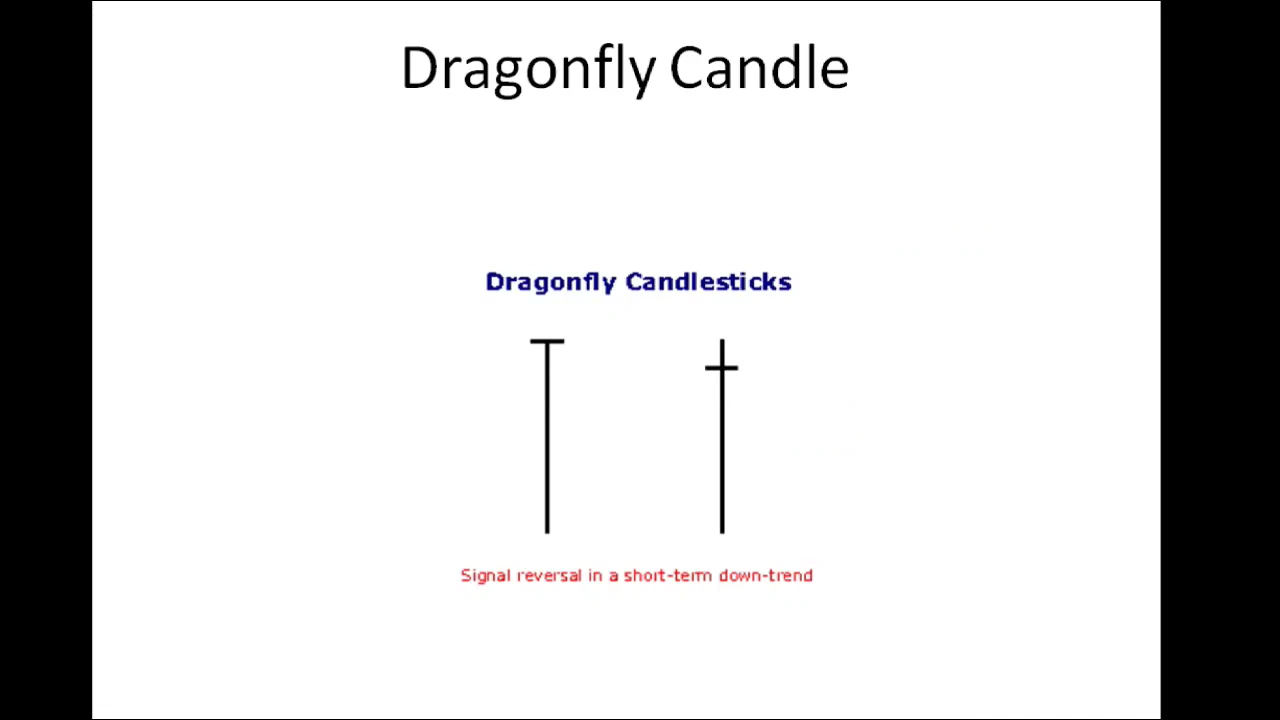 Dragonfly Candle
Dragonfly Candlesticks
Signal reversal in a short-term down-trend